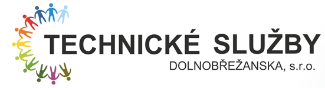 TECHNICKÉ SLUŽBY
DOLNOBŘEŽANSKA, s.r.o.